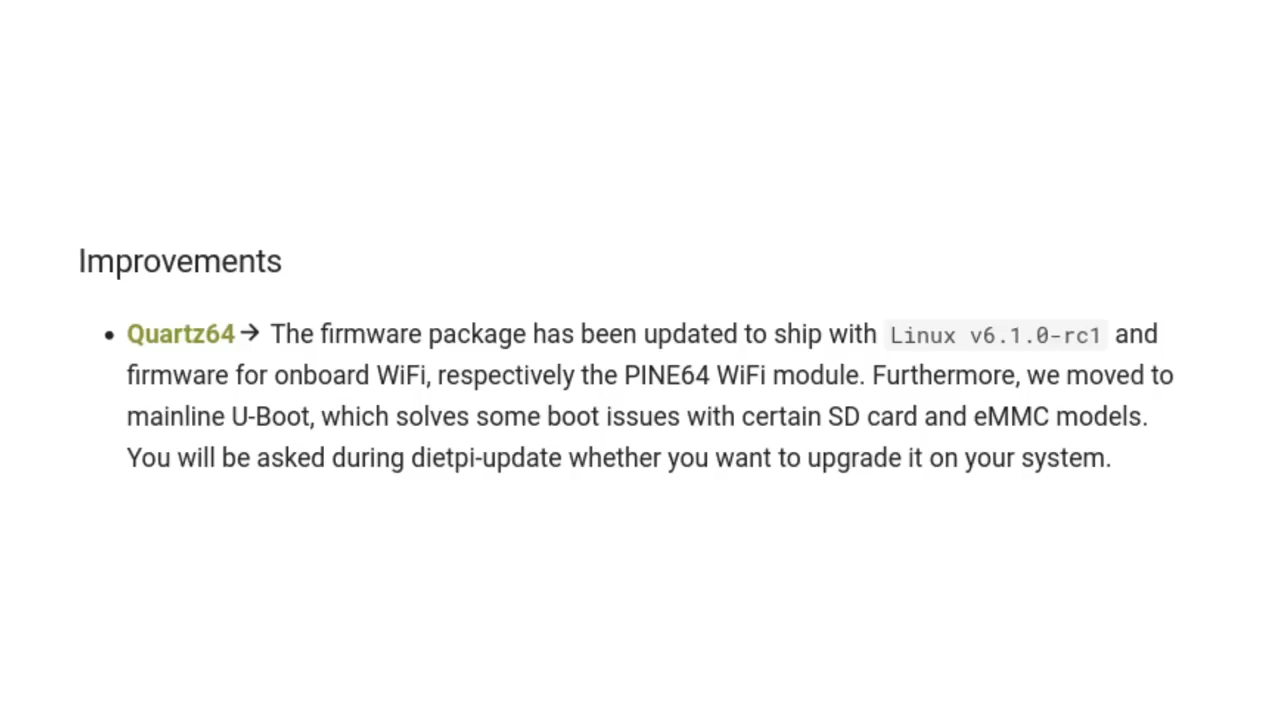 Improvements
• Quartz64 → The firmware package has been updated to ship with Linux v6.1.0-rc1 and
firmware for onboard WiFi, respectively the PINE64 WiFi module. Furthermore, we moved to
mainline U-Boot, which solves some boot issues with certain SD card and eMMC models.
You will be asked during dietpi-update whether you want to upgrade it on your system.